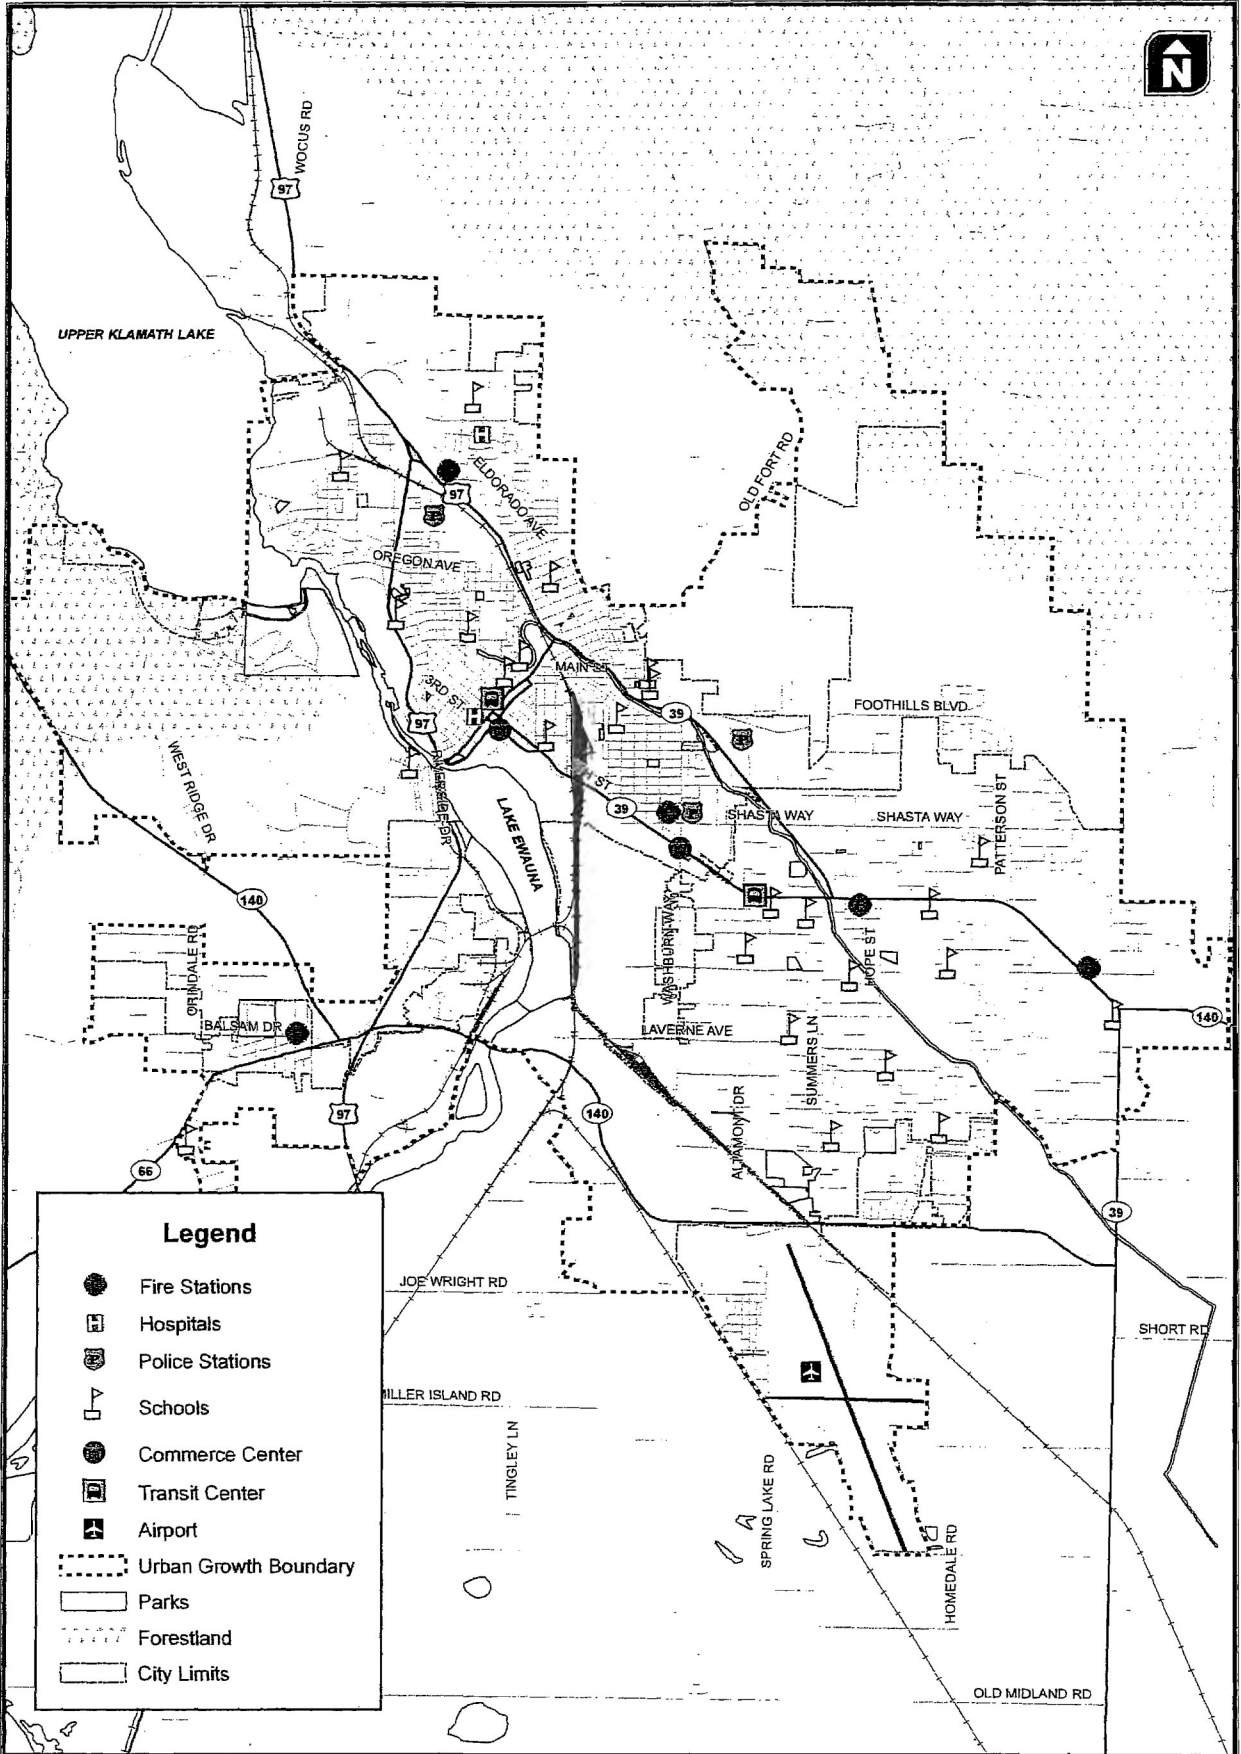 N
WOCUS RD
97
UPPER KLAMATH LAKE
H
OLD FORT RD
ELDORADO AVE
97
OREGON AVE
MAIN ST
3RD ST
H
97
39
FOOTHILLS BLVD
WEST RIDGE DR
RIVERSIDE DR
LAKE EWAUNA
ST
39
SHASTA WAY
SHASTA WAY
PATTERSON ST
140
WASHBURN WAY
HOPE ST
ORINDALE RD
BALSAM DR
LAVERNE AVE
SUMMERS LN
140
97
140
ALTAMONT DR
66
39
JOE WRIGHT RD
SHORT RD
MILLER ISLAND RD
TINGLEY LN
SPRING LAKE RD
HOMEDALE RD
OLD MIDLAND RD
Legend
Fire Stations
H Hospitals
Police Stations
Schools
Commerce Center
Transit Center
Airport
Urban Growth Boundary
Parks
Forestland
City Limits